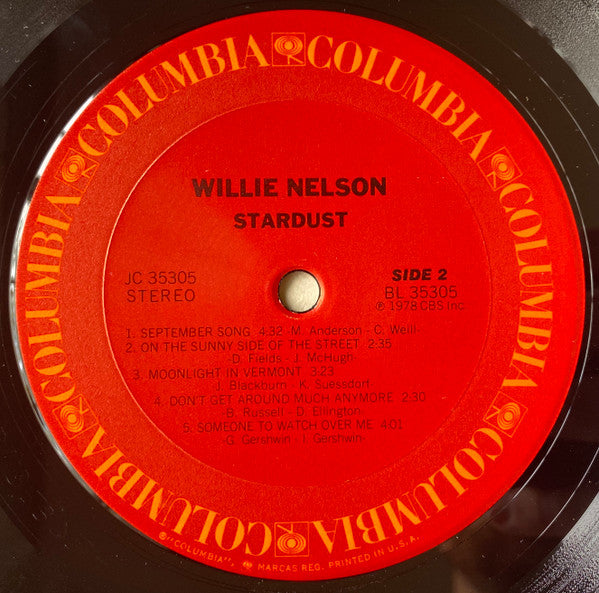 COLUMBIA COLUMBIA COLUMBIA COLUMBIA COLUMBIA COLUMBIA
WILLIE NELSON
STARDUST
JC 35305
STEREO
SIDE 2
BL 35305
℗ 1978 CBS Inc.
1. SEPTEMBER SONG 4:32 -M. Anderson - C. Weill-
2. ON THE SUNNY SIDE OF THE STREET 2:35
-D. Fields - J. McHugh-
3. MOONLIGHT IN VERMONT 3:23
-J. Blackburn - K. Suessdorf-
4. DON'T GET AROUND MUCH ANYMORE 2:30
-B. Russell - D. Ellington-
5. SOMEONE TO WATCH OVER ME 4:01
-G. Gershwin - I. Gershwin-
®"COLUMBIA", MARCAS REG. PRINTED IN U.S.A.